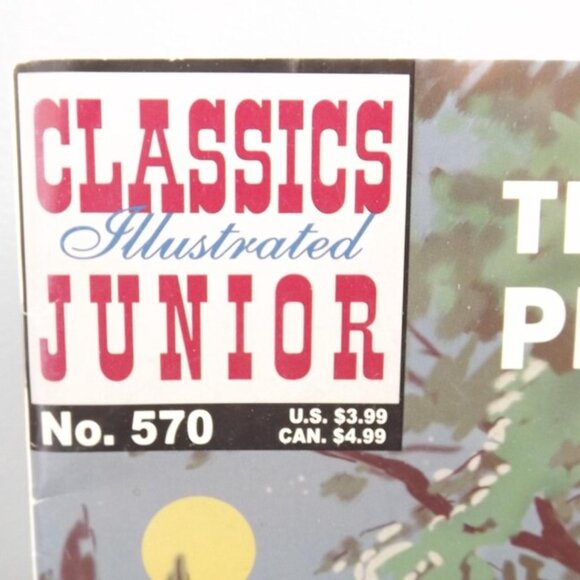 CLASSICS
Illustrated
JUNIOR
No. 570
U.S. $3.99
CAN. $4.99